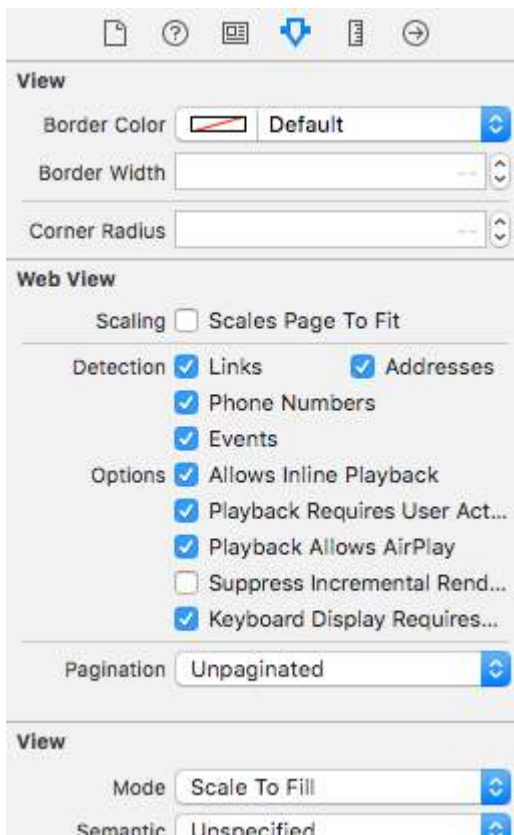 View
Border Color Default
Border Width --
Corner Radius --
Web View
Scaling Scales Page To Fit
Detection Links Addresses
Phone Numbers
Events
Options Allows Inline Playback
Playback Requires User Act...
Playback Allows AirPlay
Suppress Incremental Rend...
Keyboard Display Requires...
Pagination Unpaginated
View
Mode Scale To Fill
Semantic Unspecified